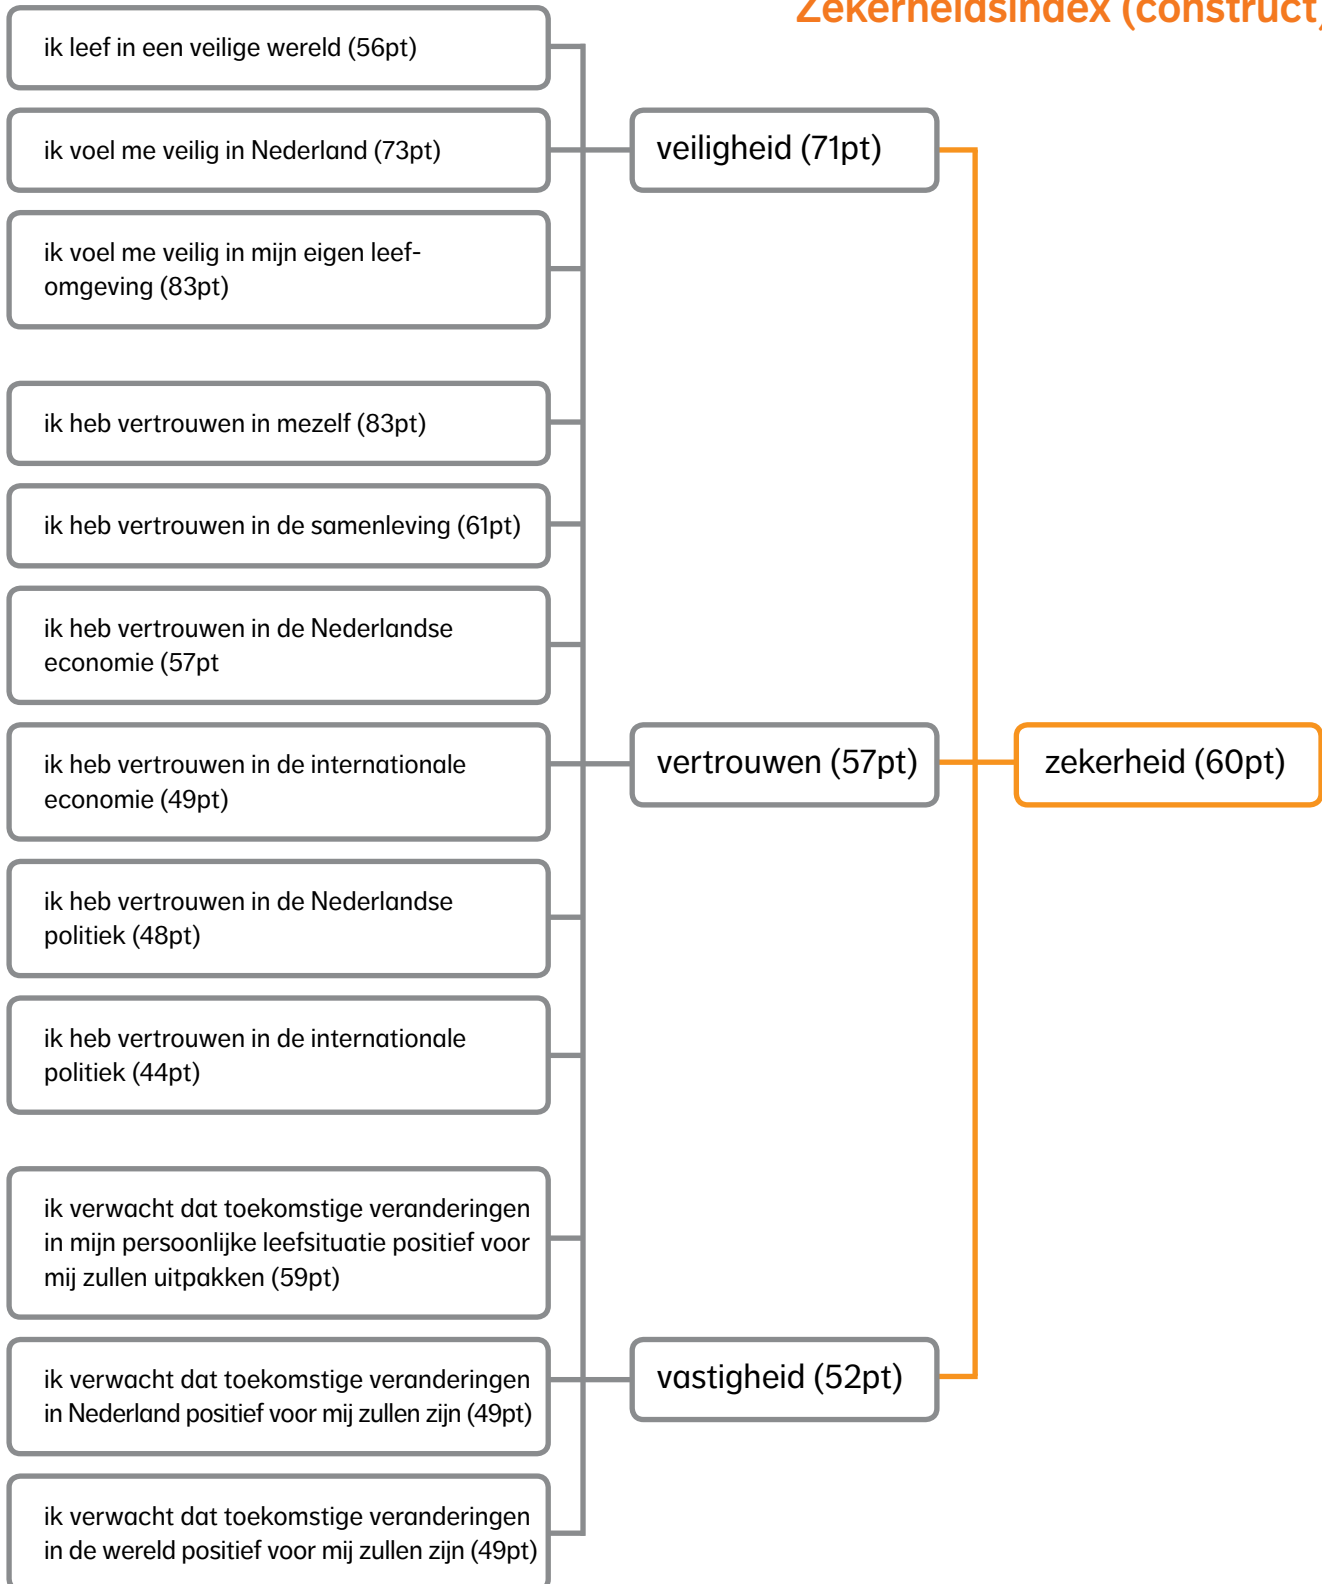 Zekerheidsindex (construct)
ik leef in een veilige wereld (56pt)
ik voel me veilig in Nederland (73pt)
ik voel me veilig in mijn eigen leef-
omgeving (83pt)
ik heb vertrouwen in mezelf (83pt)
ik heb vertrouwen in de samenleving (61pt)
ik heb vertrouwen in de Nederlandse
economie (57pt
ik heb vertrouwen in de internationale
economie (49pt)
ik heb vertrouwen in de Nederlandse
politiek (48pt)
ik heb vertrouwen in de internationale
politiek (44pt)
ik verwacht dat toekomstige veranderingen
in mijn persoonlijke leefsituatie positief voor
mij zullen uitpakken (59pt)
ik verwacht dat toekomstige veranderingen
in Nederland positief voor mij zullen zijn (49pt)
ik verwacht dat toekomstige veranderingen
in de wereld positief voor mij zullen zijn (49pt)
veiligheid (71pt)
vertrouwen (57pt)
vastigheid (52pt)
zekerheid (60pt)